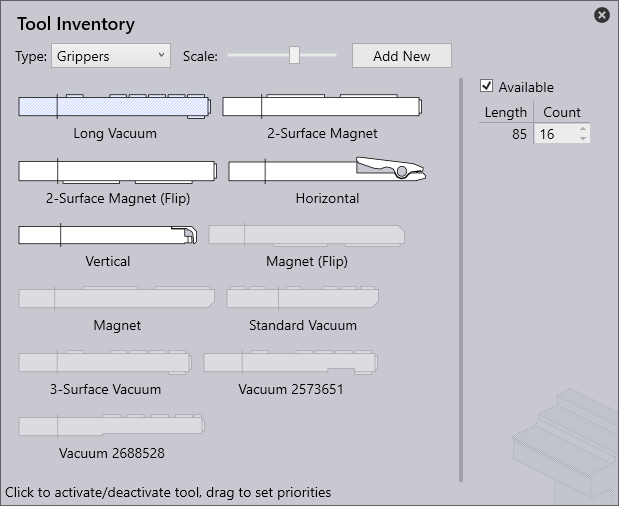 Tool Inventory
Type: Grippers Scale: Add New
Available
Length Count
85 16
Long Vacuum 2-Surface Magnet
2-Surface Magnet (Flip) Horizontal
Vertical Magnet (Flip)
Magnet Standard Vacuum
3-Surface Vacuum Vacuum 2573651
Vacuum 2688528
Click to activate/deactivate tool, drag to set priorities